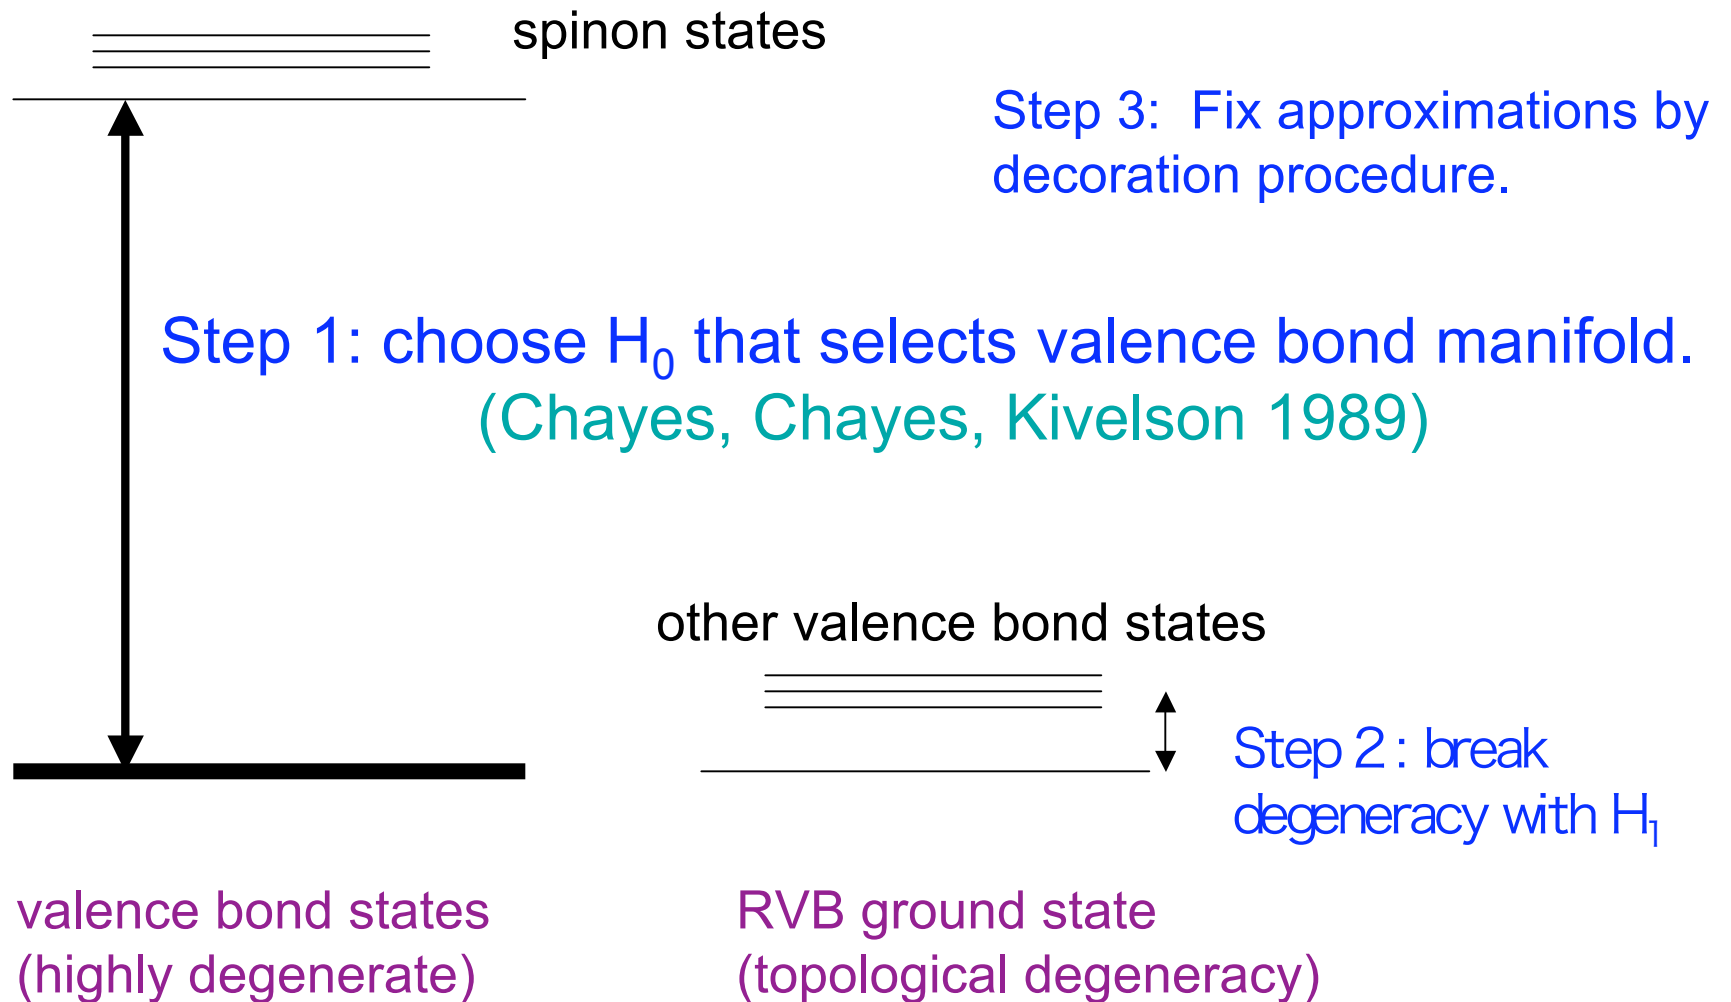 spinon states
Step 3: Fix approximations by
decoration procedure.
Step 1: choose H₀ that selects valence bond manifold.
(Chayes, Chayes, Kivelson 1989)
other valence bond states
Step 2 : break
degeneracy with H₁
valence bond states
(highly degenerate)
RVB ground state
(topological degeneracy)